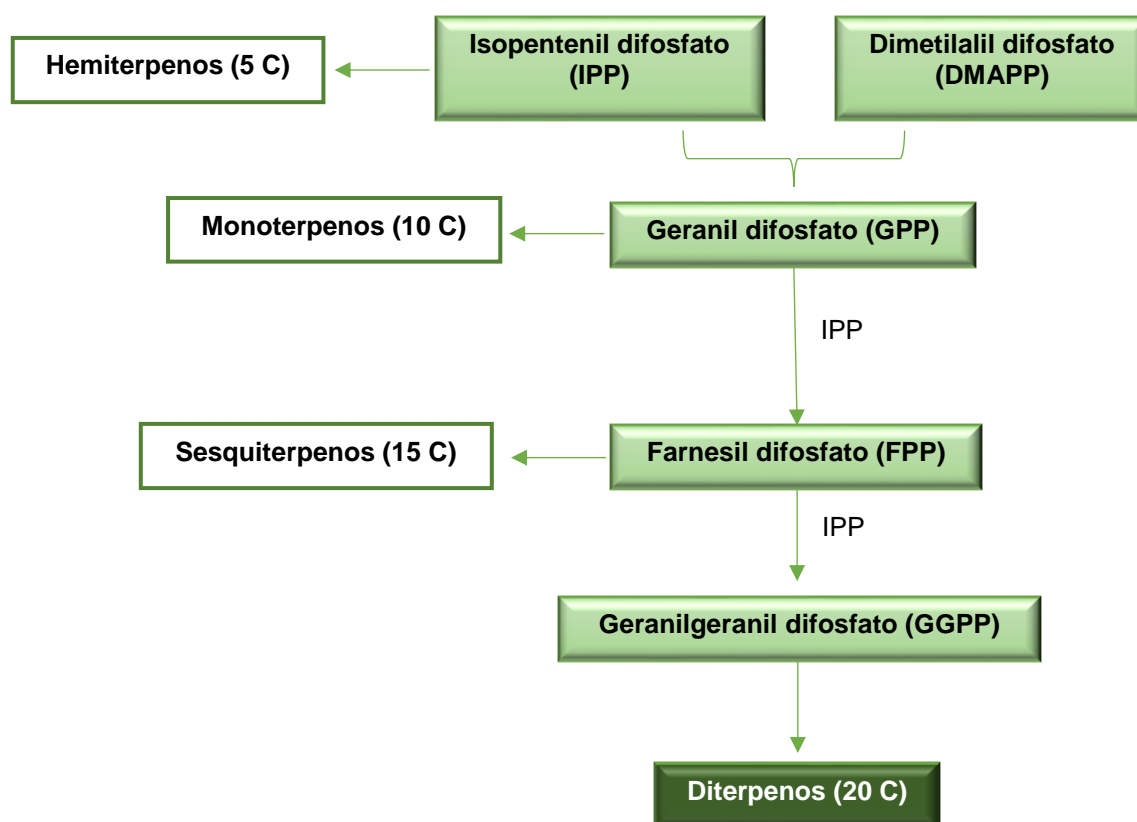 Hemiterpenos (5 C)
Isopentenil difosfato
(IPP)
Dimetilalil difosfato
(DMAPP)
Monoterpenos (10 C)
Geranil difosfato (GPP)
IPP
Sesquiterpenos (15 C)
Farnesil difosfato (FPP)
IPP
Geranilgeranil difosfato (GGPP)
Diterpenos (20 C)